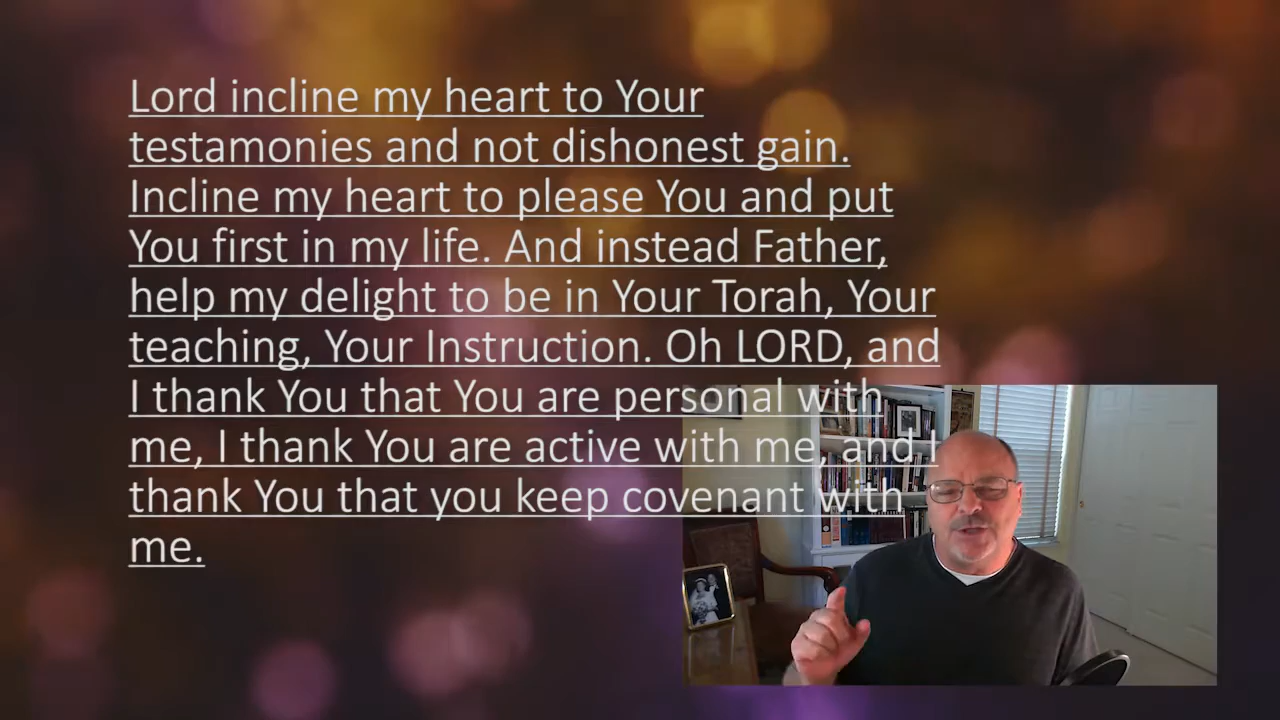 Lord incline my heart to Your
testamonies and not dishonest gain.
Incline my heart to please You and put
You first in my life. And instead Father,
help my delight to be in Your Torah, Your
teaching, Your Instruction. Oh LORD, and
I thank You that You are personal with
me, I thank You are active with me, and I
thank You that you keep covenant with
me.